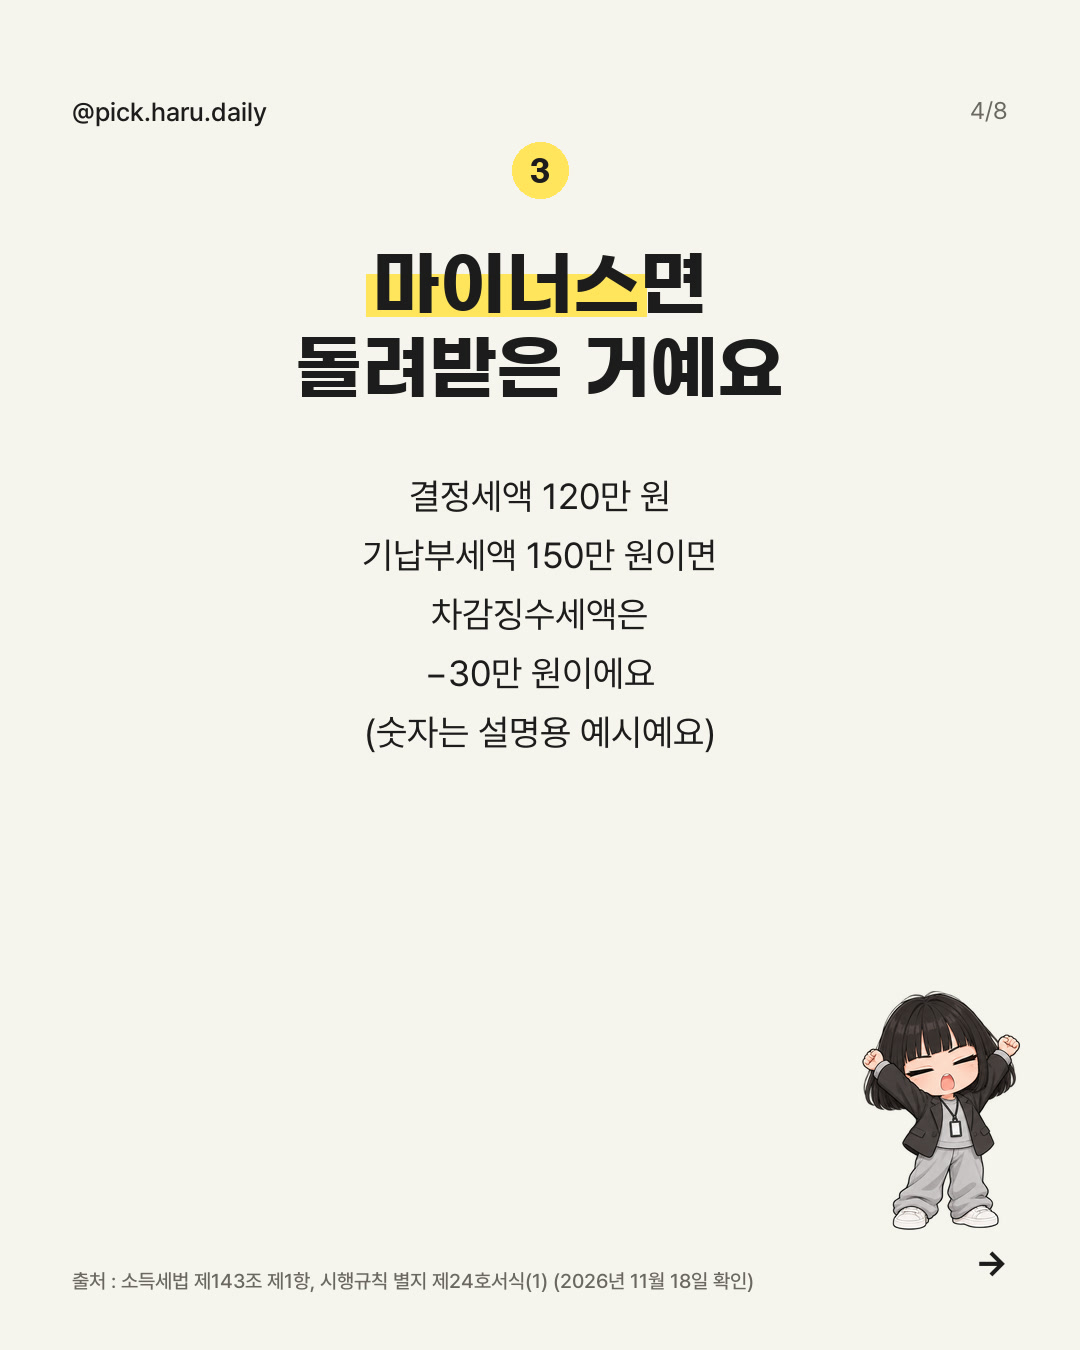 @pick.haru.daily
4/8
3
마이너스면
돌려받은 거예요
결정세액 120만 원
기납부세액 150만 원이면
차감징수세액은
–30만 원이에요
(숫자는 설명용 예시예요)
출처 : 소득세법 제143조 제1항, 시행규칙 별지 제24호서식(1) (2026년 11월 18일 확인)
→